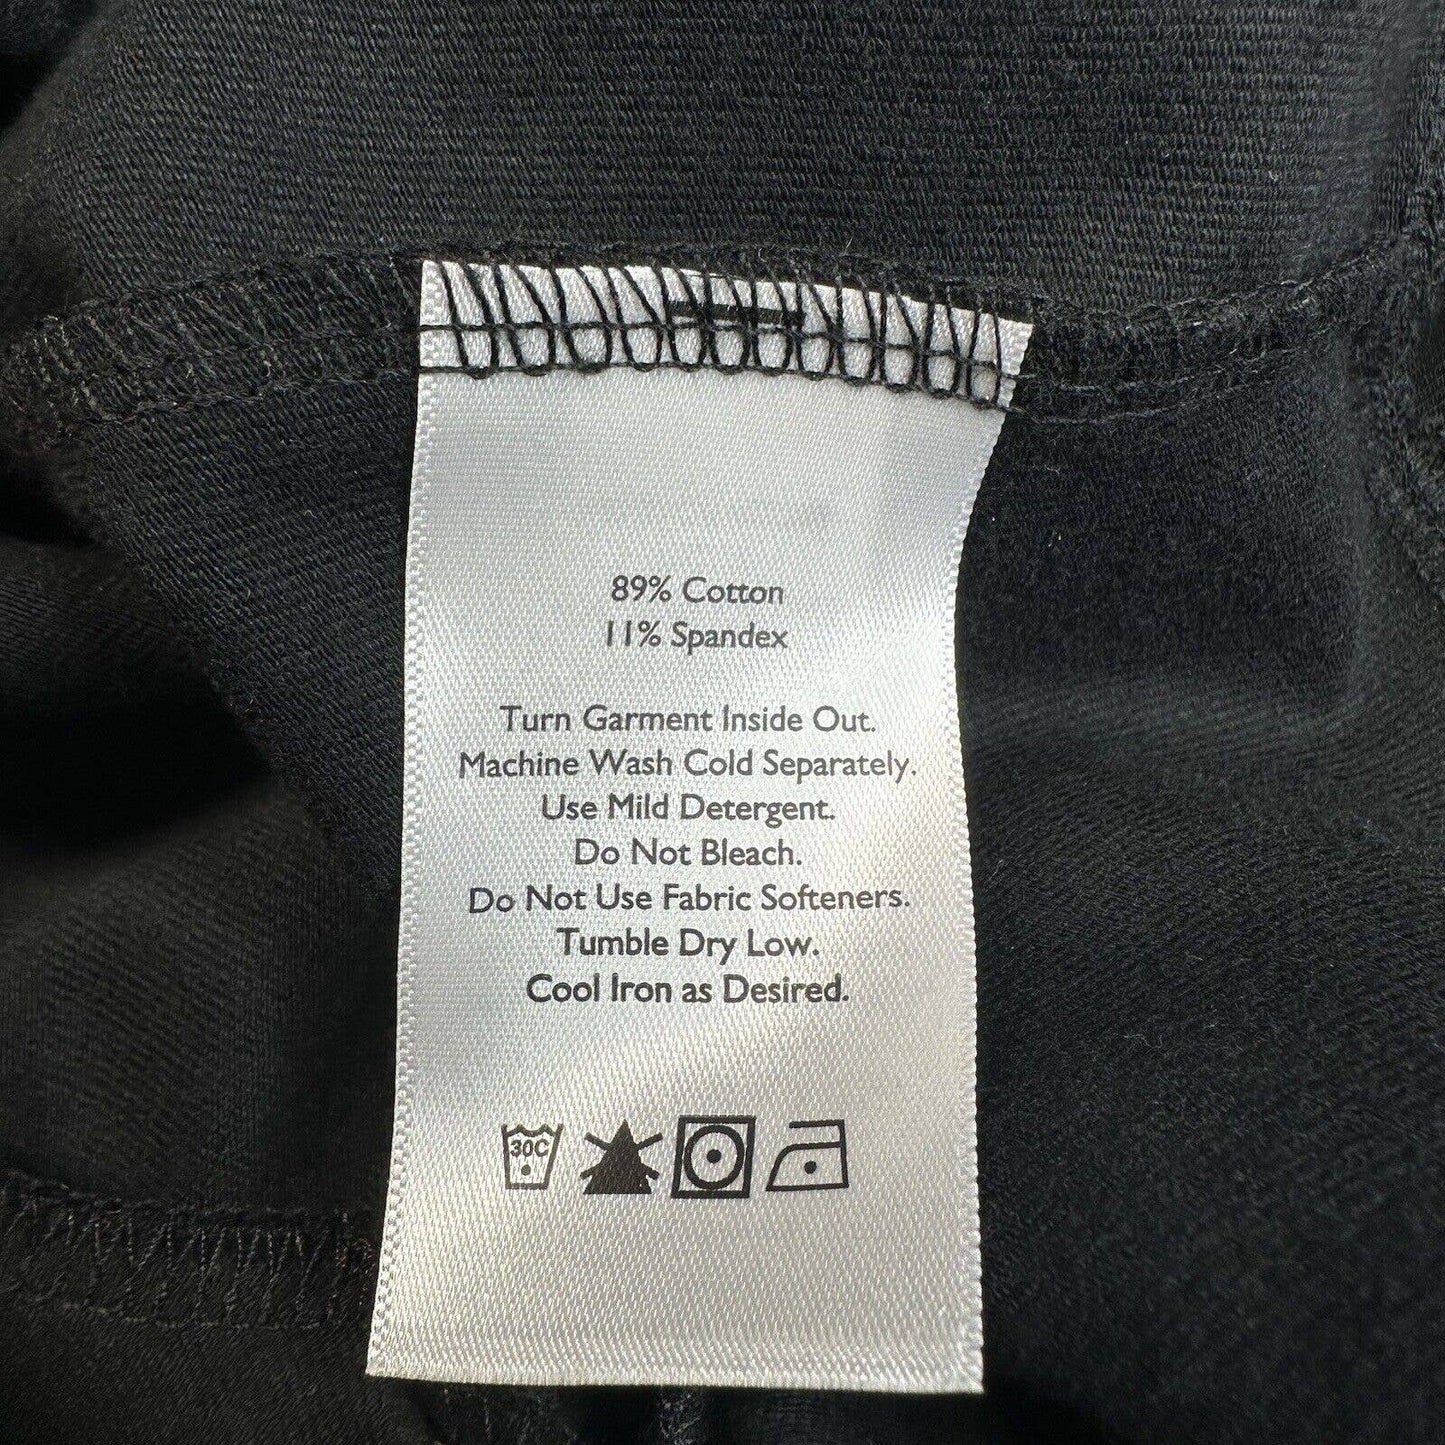 89% Cotton
11% Spandex
Turn Garment Inside Out.
Machine Wash Cold Separately.
Use Mild Detergent.
Do Not Bleach.
Do Not Use Fabric Softeners.
Tumble Dry Low.
Cool Iron as Desired.
30C